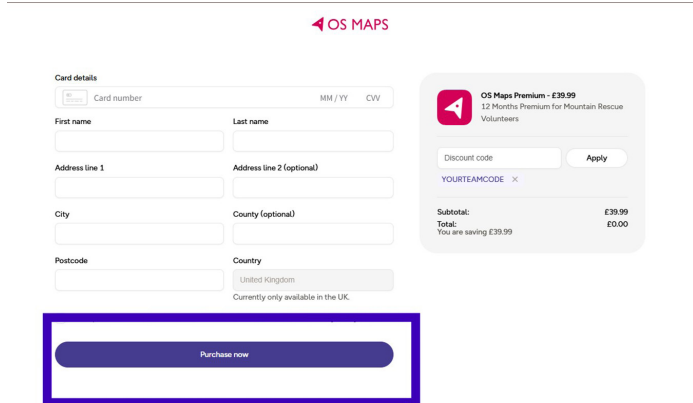 OS MAPS
Card details
Card number MM / YY CVV
First name Last name
Address line 1 Address line 2 (optional)
City County (optional)
Postcode Country
United Kingdom
Currently only available in the UK.
Purchase now
OS Maps Premium - £39.99
12 Months Premium for Mountain Rescue
Volunteers
Discount code Apply
YOURTEAMCODE ×
Subtotal: £39.99
Total: £0.00
You are saving £39.99